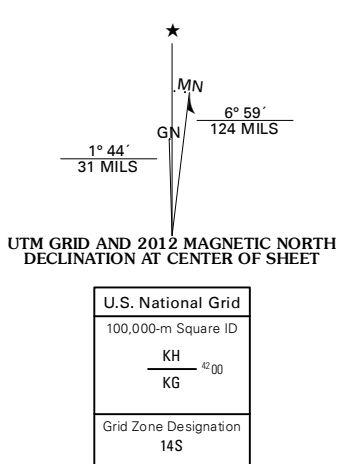 ★
MN
6° 59´
124 MILS
GN
1° 44´
31 MILS
UTM GRID AND 2012 MAGNETIC NORTH
DECLINATION AT CENTER OF SHEET
U.S. National Grid
100,000-m Square ID
KH
4200
KG
Grid Zone Designation
14S